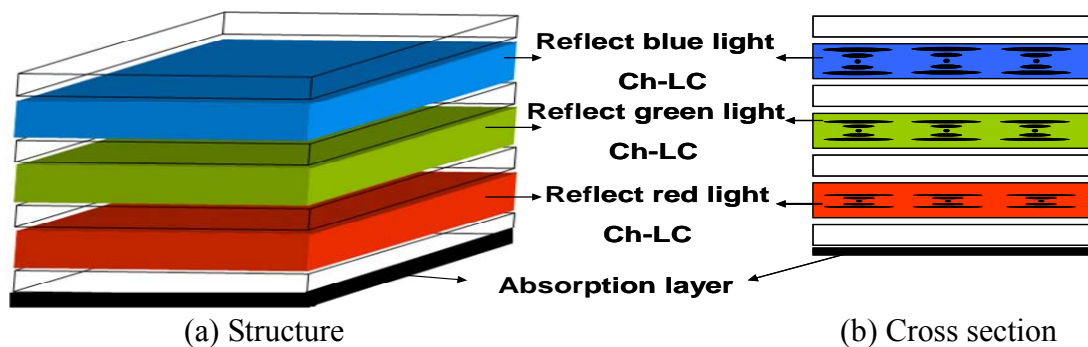 Reflect blue light
Ch-LC
Reflect green light
Ch-LC
Reflect red light
Ch-LC
Absorption layer
(a) Structure
(b) Cross section